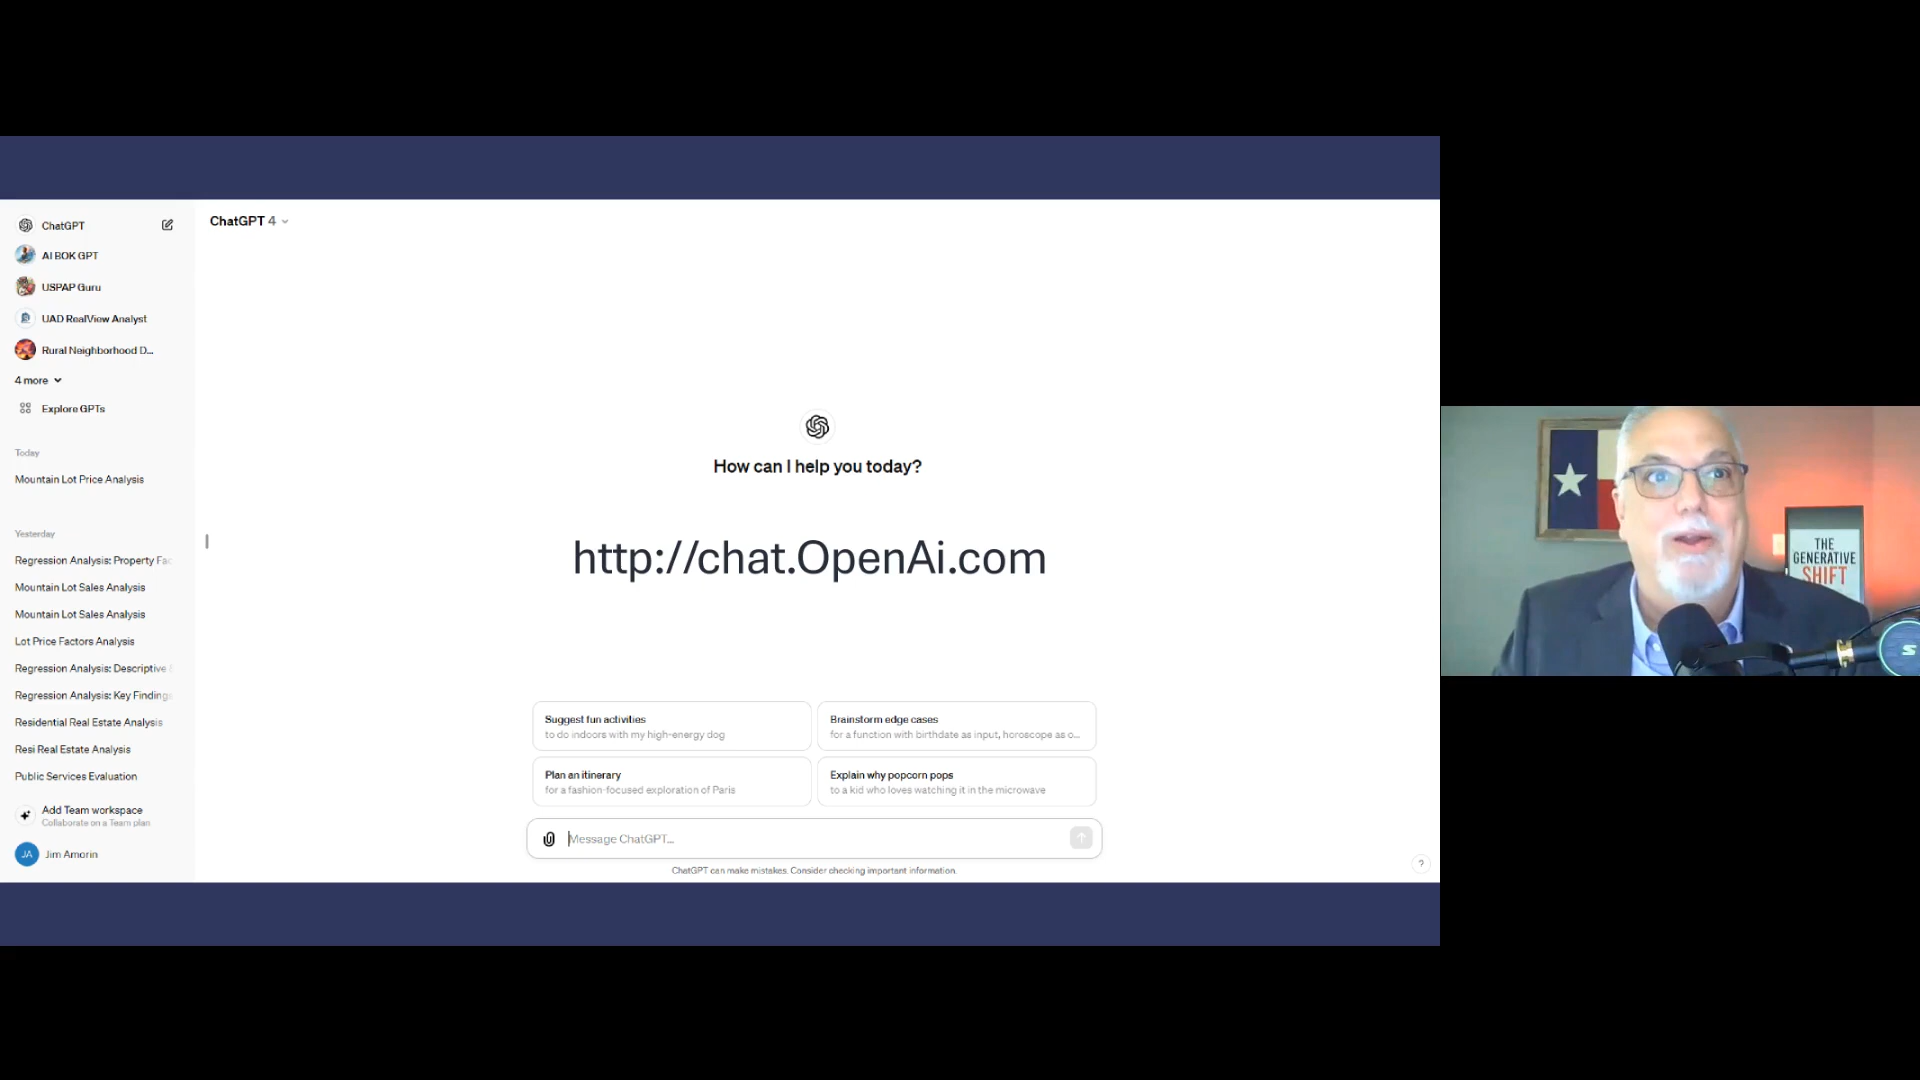 ChatGPT
AI BOK GPT
USPAP Guru
UAD RealView Analyst
Rural Neighborhood D...
4 more
Explore GPTs
Today
Mountain Lot Price Analysis
Yesterday
Regression Analysis: Property Fac
Mountain Lot Sales Analysis
Mountain Lot Sales Analysis
Lot Price Factors Analysis
Regression Analysis: Descriptive
Regression Analysis: Key Findings
Residential Real Estate Analysis
Resi Real Estate Analysis
Public Services Evaluation
Add Team workspace
Collaborate on a Team plan
JA Jim Amorin
ChatGPT 4
How can I help you today?
http://chat.OpenAi.com
Suggest fun activities
to do indoors with my high-energy dog
Brainstorm edge cases
for a function with birthdate as input, horoscope as o...
Plan an itinerary
for a fashion-focused exploration of Paris
Explain why popcorn pops
to a kid who loves watching it in the microwave
Message ChatGPT...
ChatGPT can make mistakes. Consider checking important information.
?
THE
GENERATIVE
SHIFT
S